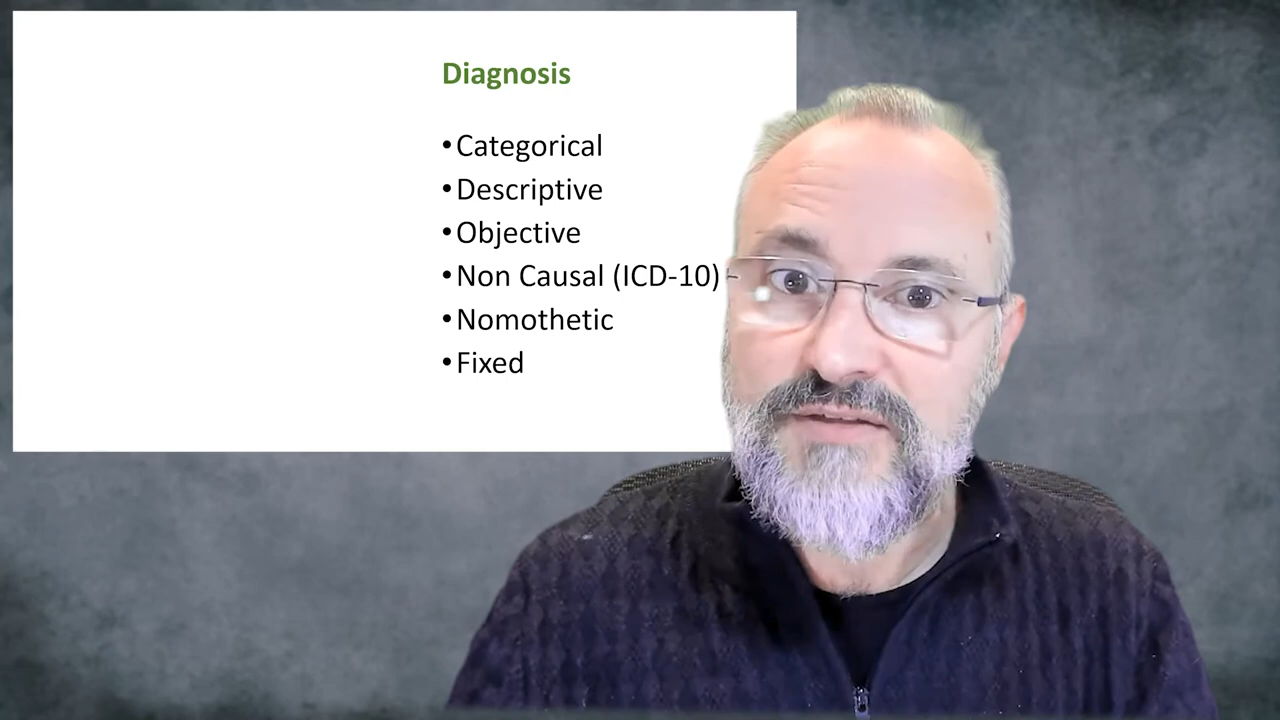 Diagnosis
•Categorical
•Descriptive
•Objective
•Non Causal (ICD-10)
•Nomothetic
•Fixed